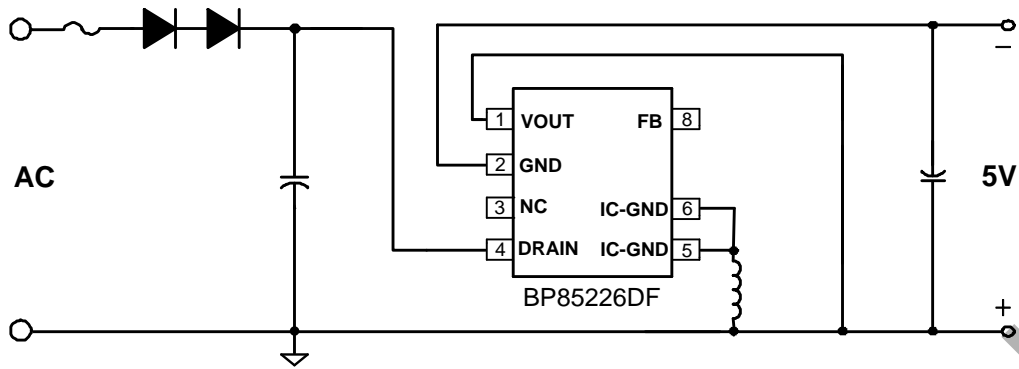 −
1 VOUT FB 8
2 GND
AC 5V
3 NC IC-GND 6
4 DRAIN IC-GND 5
BP85226DF
+